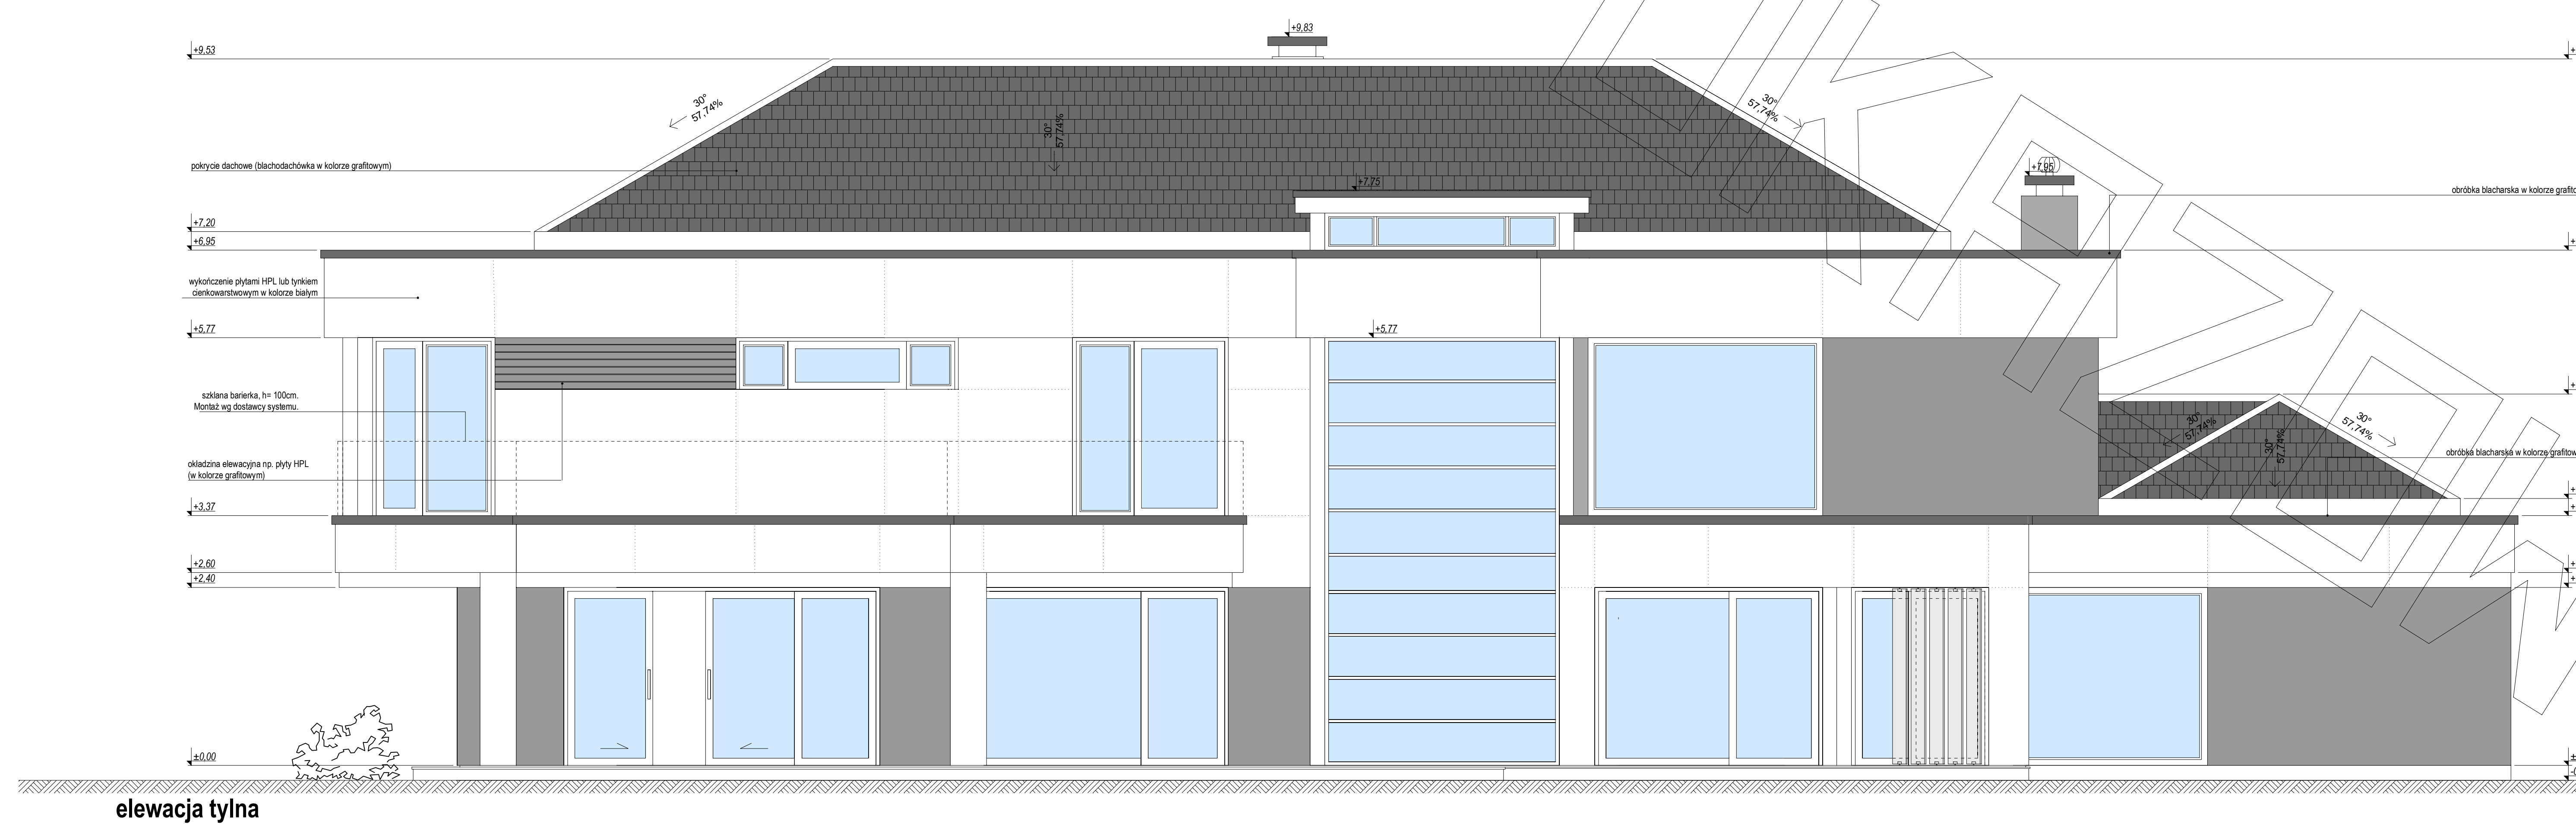 +9,83
+9,53
30°
57,74%
30°
57,74%
30°
57,74%
pokrycie dachowe (blachodachówka w kolorze grafitowym)
+7,95
+7,75
obróbka blacharska w kolorze
+7,20
+6,95
wykończenie płytami HPL lub tynkiem
cienkowarstwowym w kolorze białym
+5,77
+5,77
szklana barierka, h= 100cm.
Montaż wg dostawcy systemu.
30°
57,74%
30°
57,74%
30°
57,74%
obróbka blacharska w kolorze
okładzina elewacyjna np. płyty HPL
(w kolorze grafitowym)
+3,37
+2,60
+2,40
±0,00
elewacja tylna